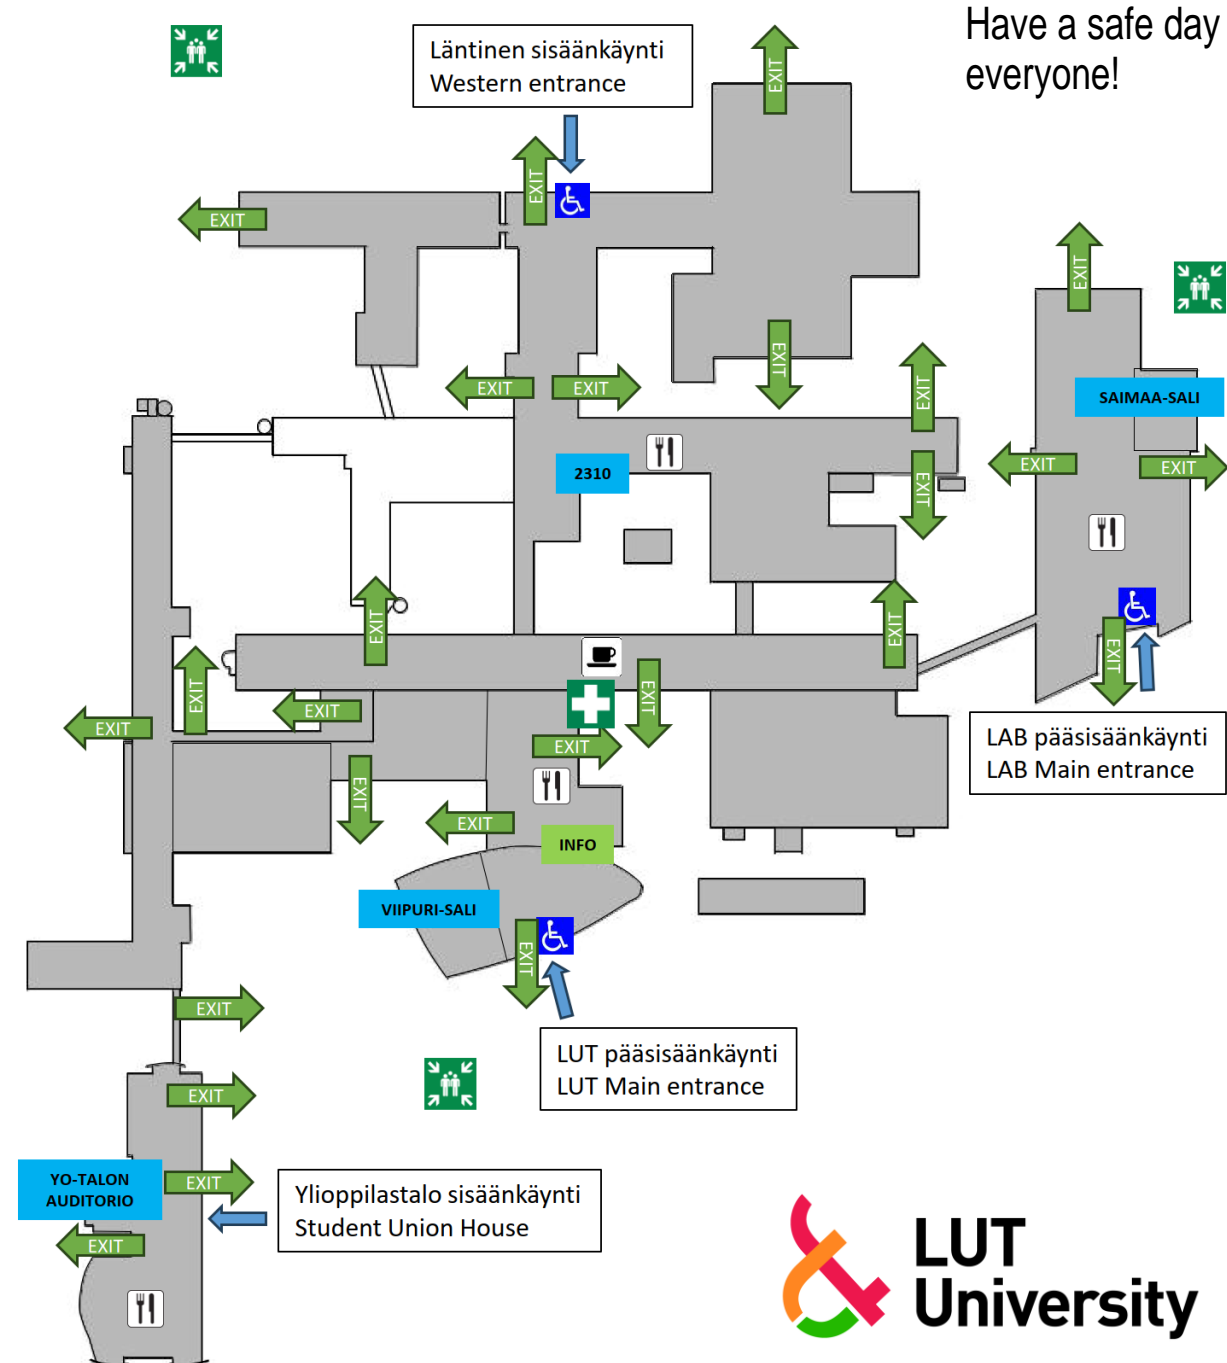 Have a safe day
everyone!
Läntinen sisäänkäynti
Western entrance
EXIT
EXIT
EXIT
EXIT
EXIT
EXIT
EXIT
EXIT
SAIMAA-SALI
EXIT
EXIT
EXIT
2310
EXIT
EXIT
EXIT
EXIT
EXIT
EXIT
EXIT
EXIT
LAB pääsisäänkäynti
LAB Main entrance
EXIT
EXIT
EXIT
EXIT
INFO
VIIPURI-SALI
EXIT
EXIT
LUT pääsisäänkäynti
LUT Main entrance
EXIT
YO-TALON
AUDITORIO
EXIT
Ylioppilastalo sisäänkäynti
Student Union House
EXIT
LUT
University